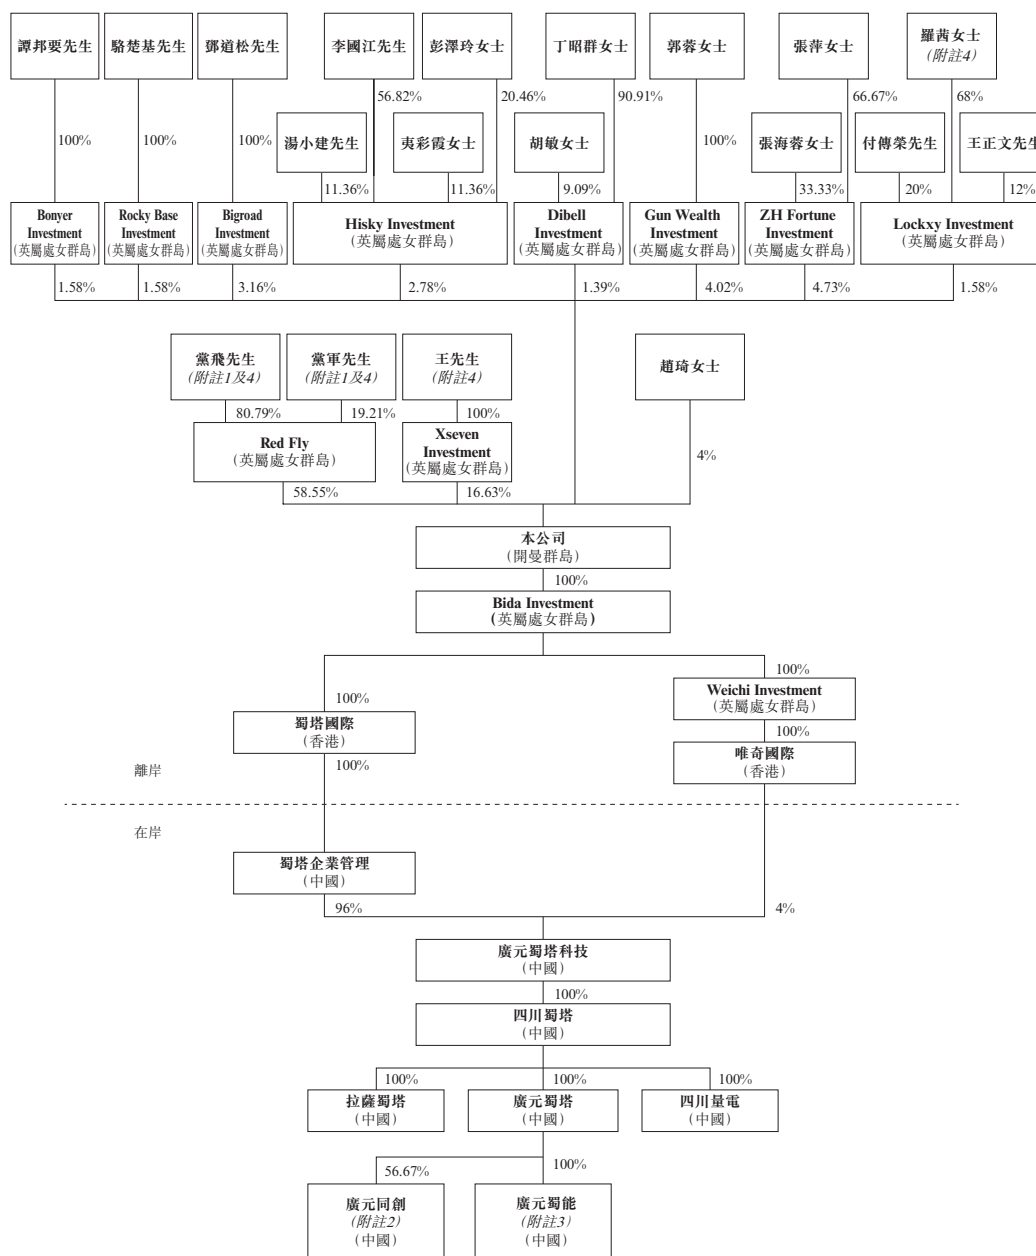 譚邦要先生
駱楚基先生
鄧道松先生
李國江先生
彭澤玲女士
丁昭群女士
郭蓉女士
張萍女士
羅茜女士
(附註4)
56.82%
20.46%
90.91%
66.67%
68%
100%
100%
100%
湯小建先生
夷彩霞女士
胡敏女士
100%
張海蓉女士
付傳榮先生
王正文先生
11.36%
11.36%
9.09%
33.33%
20%
12%
Bonyer
Investment
(英屬處女群島)
Rocky Base
Investment
(英屬處女群島)
Bigroad
Investment
(英屬處女群島)
Hisky Investment
(英屬處女群島)
Dibell
Investment
(英屬處女群島)
Gun Wealth
Investment
(英屬處女群島)
ZH Fortune
Investment
(英屬處女群島)
Lockxy Investment
(英屬處女群島)
1.58%
1.58%
3.16%
2.78%
1.39%
4.02%
4.73%
1.58%
黨飛先生
(附註1及4)
黨軍先生
(附註1及4)
王先生
(附註4)
趙琦女士
80.79%
19.21%
100%
Red Fly
(英屬處女群島)
Xseven
Investment
(英屬處女群島)
4%
58.55%
16.63%
本公司
(開曼群島)
100%
Bida Investment
(英屬處女群島)
100%
100%
蜀塔國際
(香港)
Weichi Investment
(英屬處女群島)
100%
唯奇國際
(香港)
100%
離岸
在岸
蜀塔企業管理
(中國)
96%
4%
廣元蜀塔科技
(中國)
100%
四川蜀塔
(中國)
100%
100%
100%
拉薩蜀塔
(中國)
廣元蜀塔
(中國)
四川量電
(中國)
56.67%
100%
廣元同創
(附註2)
(中國)
廣元蜀能
(附註3)
(中國)